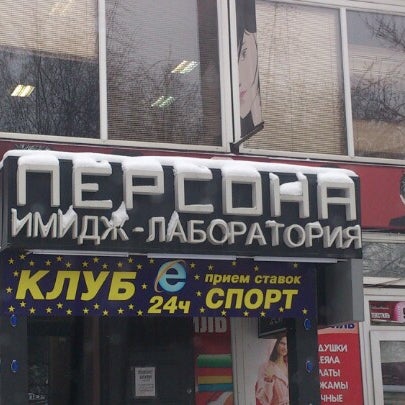 ПЕРСОНА
ИМИДЖ-ЛАБОРАТОРИЯ
КЛУБ e прием ставок
24ч СПОРТ